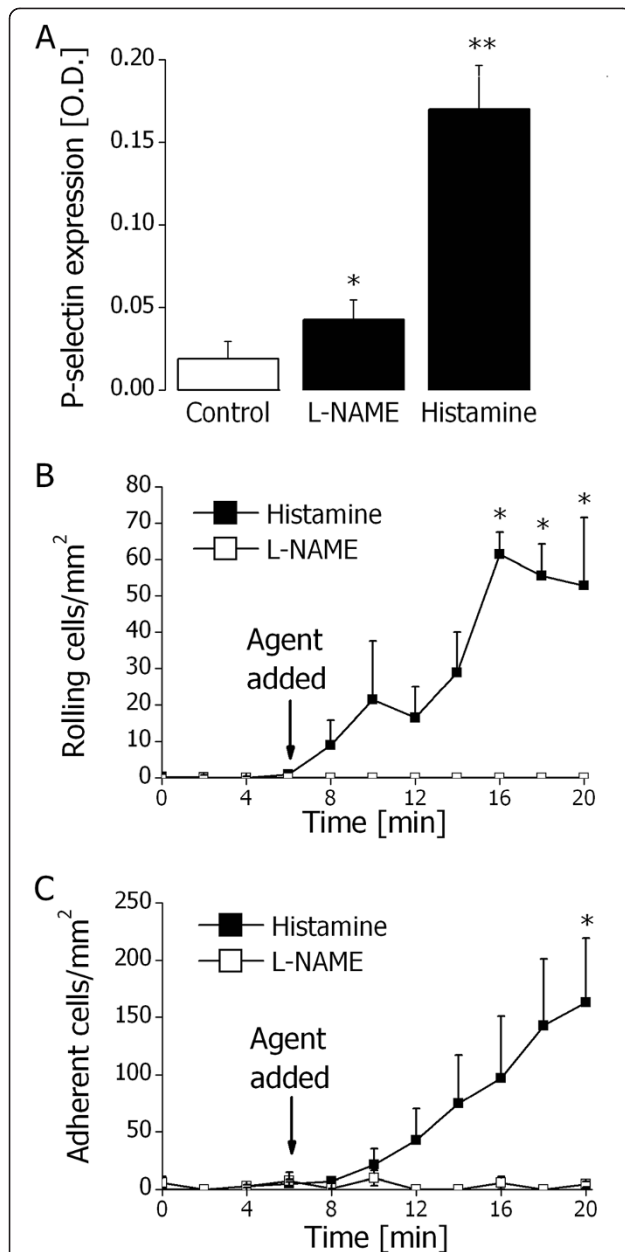 A
P-selectin expression [O.D.]
0.20
0.15
0.10
0.05
0.00
*
**
Control L-NAME Histamine
B
Rolling cells/mm²
80
70
60
50
40
30
20
10
0
Histamine
L-NAME
Agent
added
* * *
0 4 8 12 16 20
Time [min]
C
Adherent cells/mm²
250
200
150
100
50
0
Histamine
L-NAME
Agent
added
*
0 4 8 12 16 20
Time [min]